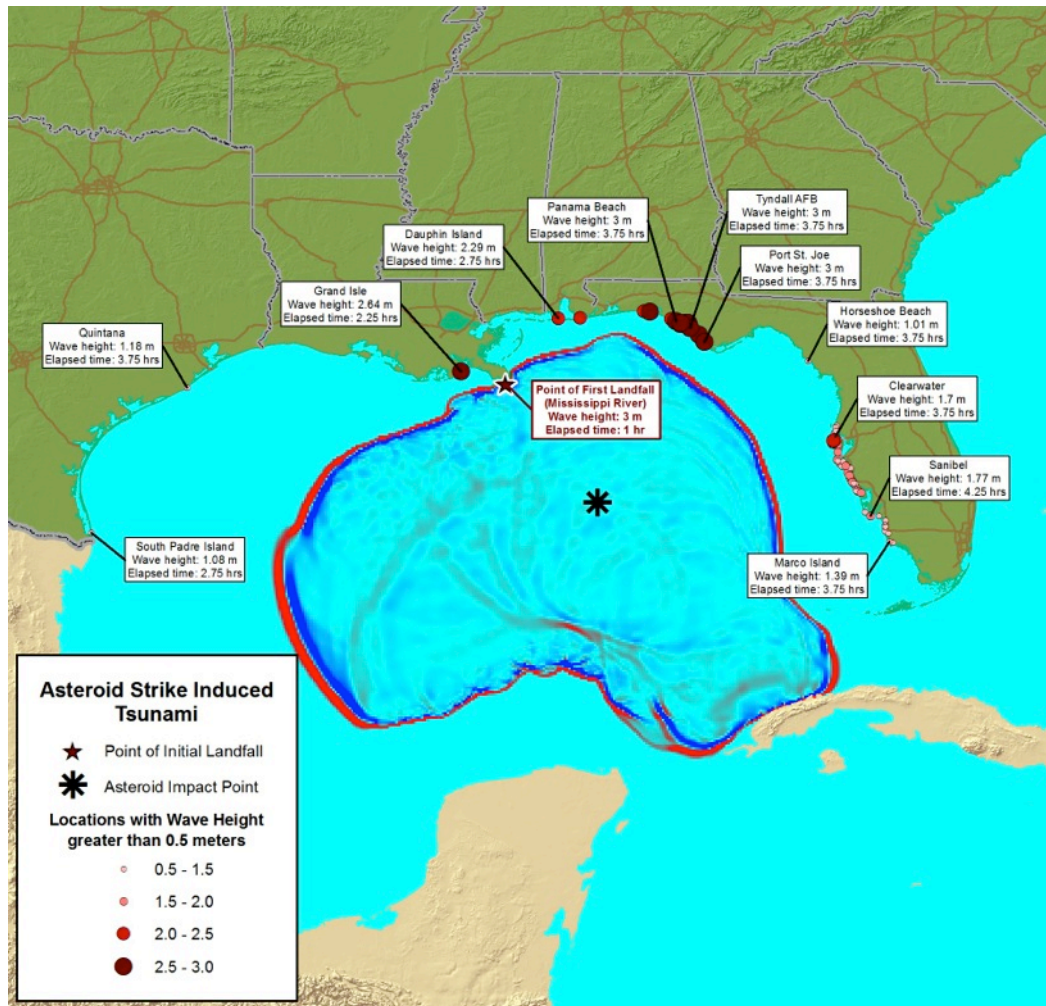 Tyndall AFB
Wave height: 3 m
Elapsed time: 3.75 hrs
Panama Beach
Wave height: 3 m
Elapsed time: 3.75 hrs
Dauphin Island
Wave height: 2.29 m
Elapsed time: 2.75 hrs
Port St. Joe
Wave height: 3 m
Elapsed time: 3.75 hrs
Grand Isle
Wave height: 2.64 m
Elapsed time: 2.25 hrs
Horseshoe Beach
Wave height: 1.01 m
Elapsed time: 3.75 hrs
Quintana
Wave height: 1.18 m
Elapsed time: 3.75 hrs
Point of First Landfall
(Mississippi River)
Wave height: 3 m
Elapsed time: 1 hr
Clearwater
Wave height: 1.7 m
Elapsed time: 3.75 hrs
Sanibel
Wave height: 1.77 m
Elapsed time: 4.25 hrs
South Padre Island
Wave height: 1.08 m
Elapsed time: 2.75 hrs
Marco Island
Wave height: 1.39 m
Elapsed time: 3.75 hrs
Asteroid Strike Induced
Tsunami
Point of Initial Landfall
Asteroid Impact Point
Locations with Wave Height
greater than 0.5 meters
0.5 - 1.5
1.5 - 2.0
2.0 - 2.5
2.5 - 3.0